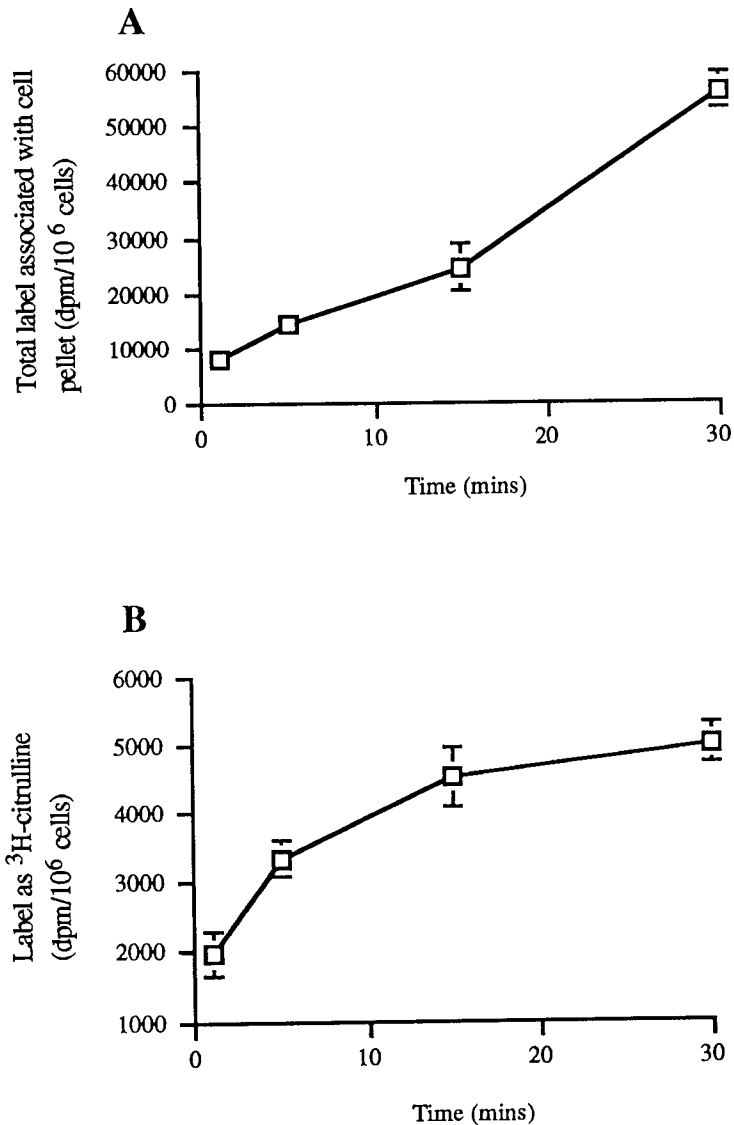 A
Total label associated with cell
pellet (dpm/10 6 cells)
60000
50000
40000
30000
20000
10000
0
0 10 20 30
Time (mins)
B
Label as 3H-citrulline
(dpm/106 cells)
6000
5000
4000
3000
2000
1000
0 10 20 30
Time (mins)